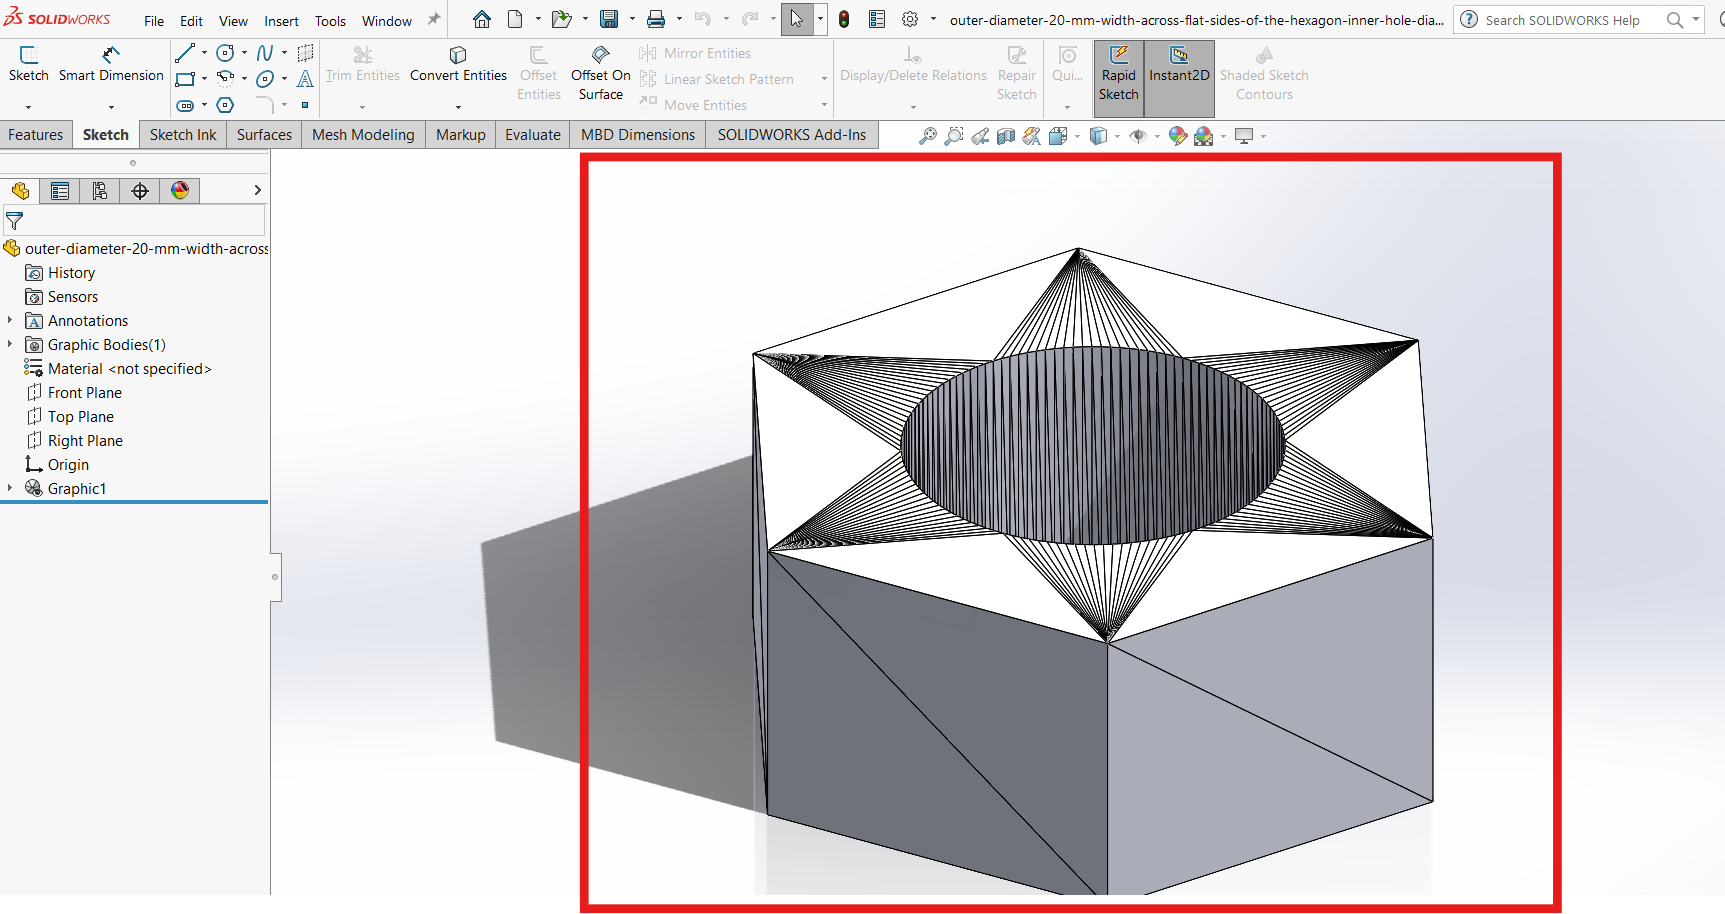 SOLIDWORKS File Edit View Insert Tools Window outer-diameter-20-mm-width-across-flat-sides-of-the-hexagon-inner-hole-dia... Search SOLIDWORKS Help
Sketch
Smart Dimension
Trim Entities
Convert Entities
Offset Entities
Offset On Surface
Mirror Entities
Linear Sketch Pattern
Move Entities
Display/Delete Relations
Repair Sketch
Qui...
Rapid Sketch
Instant2D
Shaded Sketch Contours
Features Sketch Sketch Ink Surfaces Mesh Modeling Markup Evaluate MBD Dimensions SOLIDWORKS Add-Ins
outer-diameter-20-mm-width-across
History
Sensors
Annotations
Graphic Bodies(1)
Material <not specified>
Front Plane
Top Plane
Right Plane
Origin
Graphic1